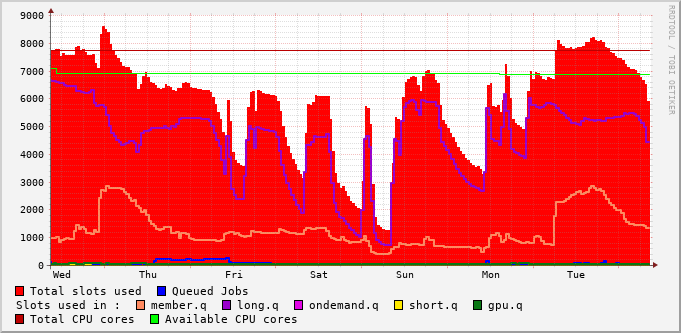 RRDTOOL / TOBI OETIKER
9000
8000
7000
6000
5000
4000
3000
2000
1000
0
Wed Thu Fri Sat Sun Mon Tue
Total slots used Queued Jobs
Slots used in : member.q long.q ondemand.q short.q gpu.q
Total CPU cores Available CPU cores